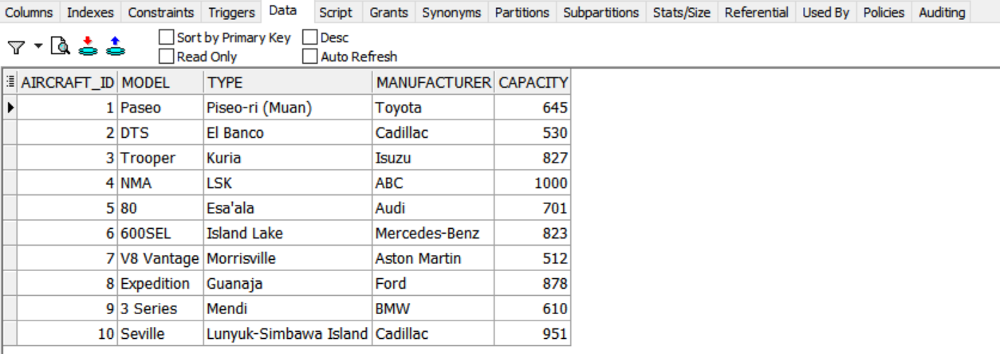 Columns Indexes Constraints Triggers Data Script Grants Synonyms Partitions Subpartitions Stats/Size Referential Used By Policies Auditing
Sort by Primary Key Desc
Read Only Auto Refresh
AIRCRAFT_ID MODEL TYPE MANUFACTURER CAPACITY
1 Paseo Piseo-ri (Muan) Toyota 645
2 DTS El Banco Cadillac 530
3 Trooper Kuria Isuzu 827
4 NMA LSK ABC 1000
5 80 Esa'ala Audi 701
6 600SEL Island Lake Mercedes-Benz 823
7 V8 Vantage Morrisville Aston Martin 512
8 Expedition Guanaja Ford 878
9 3 Series Mendi BMW 610
10 Seville Lunyuk-Simbawa Island Cadillac 951